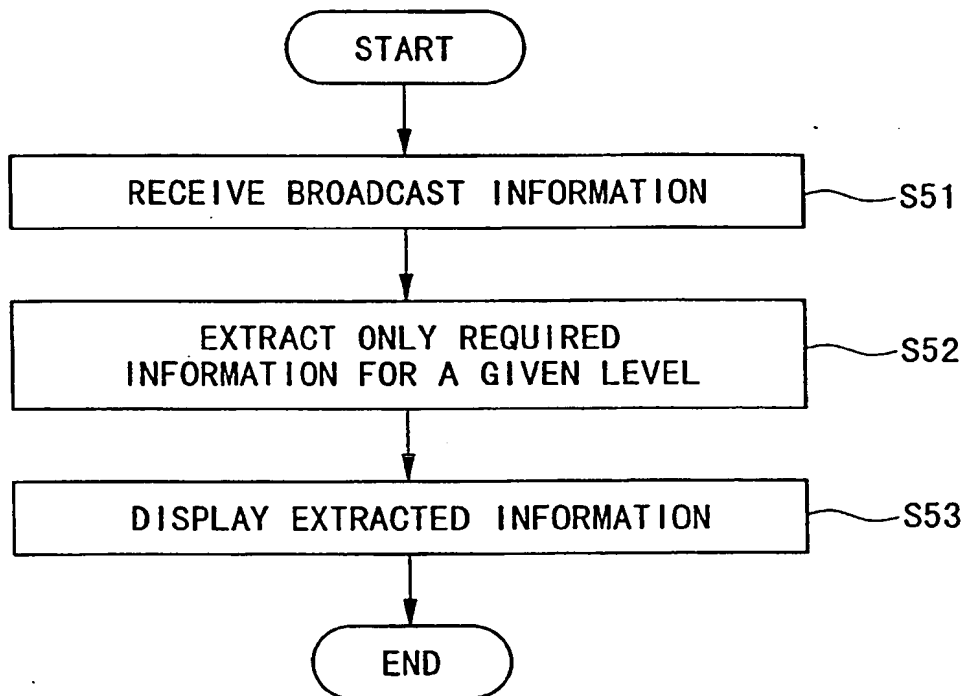 START
RECEIVE BROADCAST INFORMATION
S51
EXTRACT ONLY REQUIRED
INFORMATION FOR A GIVEN LEVEL
S52
DISPLAY EXTRACTED INFORMATION
S53
END